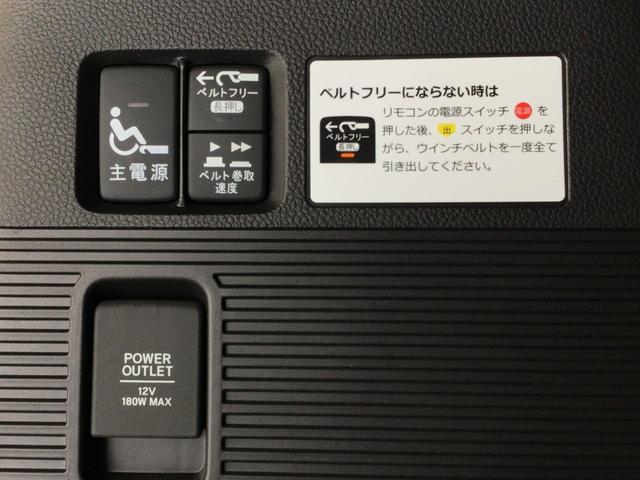 主電源
ベルトフリー
長押し
ベルト巻取
速度
ベルトフリーにならない時は
リモコンの電源スイッチ 電源 を
押した後、 出 スイッチを押しな
がら、ウインチベルトを一度全て
引き出してください。
ベルトフリー
長押し
POWER
OUTLET
12V
180W MAX